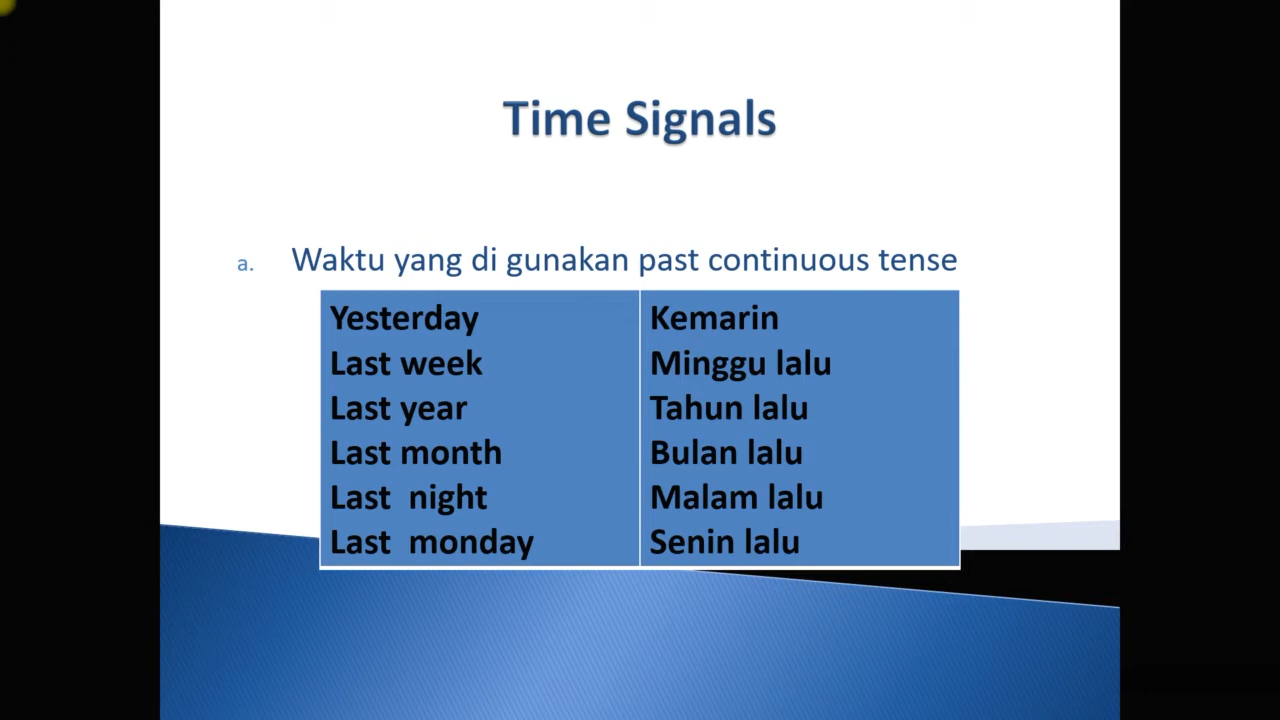 Time Signals
a. Waktu yang di gunakan past continuous tense
Yesterday Kemarin
Last week Minggu lalu
Last year Tahun lalu
Last month Bulan lalu
Last night Malam lalu
Last monday Senin lalu